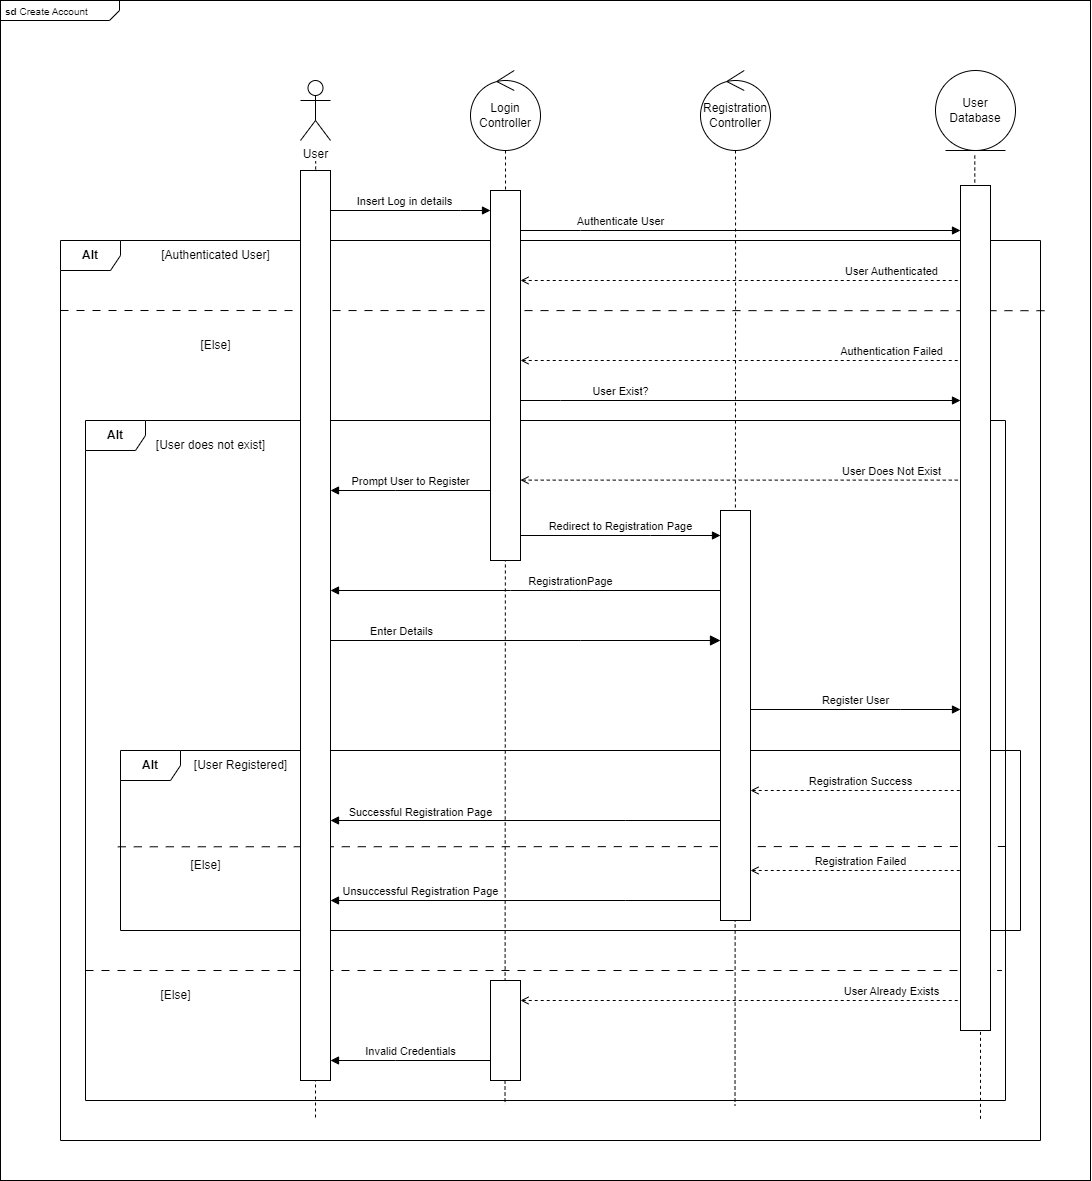 sd Create Account
Login
Controller
Registration
Controller
User
Database
User
Insert Log in details
Authenticate User
Alt
[Authenticated User]
User Authenticated
[Else]
Authentication Failed
User Exist?
Alt
[User does not exist]
User Does Not Exist
Prompt User to Register
Redirect to Registration Page
RegistrationPage
Enter Details
Register User
Alt
[User Registered]
Registration Success
Successful Registration Page
[Else]
Registration Failed
Unsuccessful Registration Page
[Else]
User Already Exists
Invalid Credentials